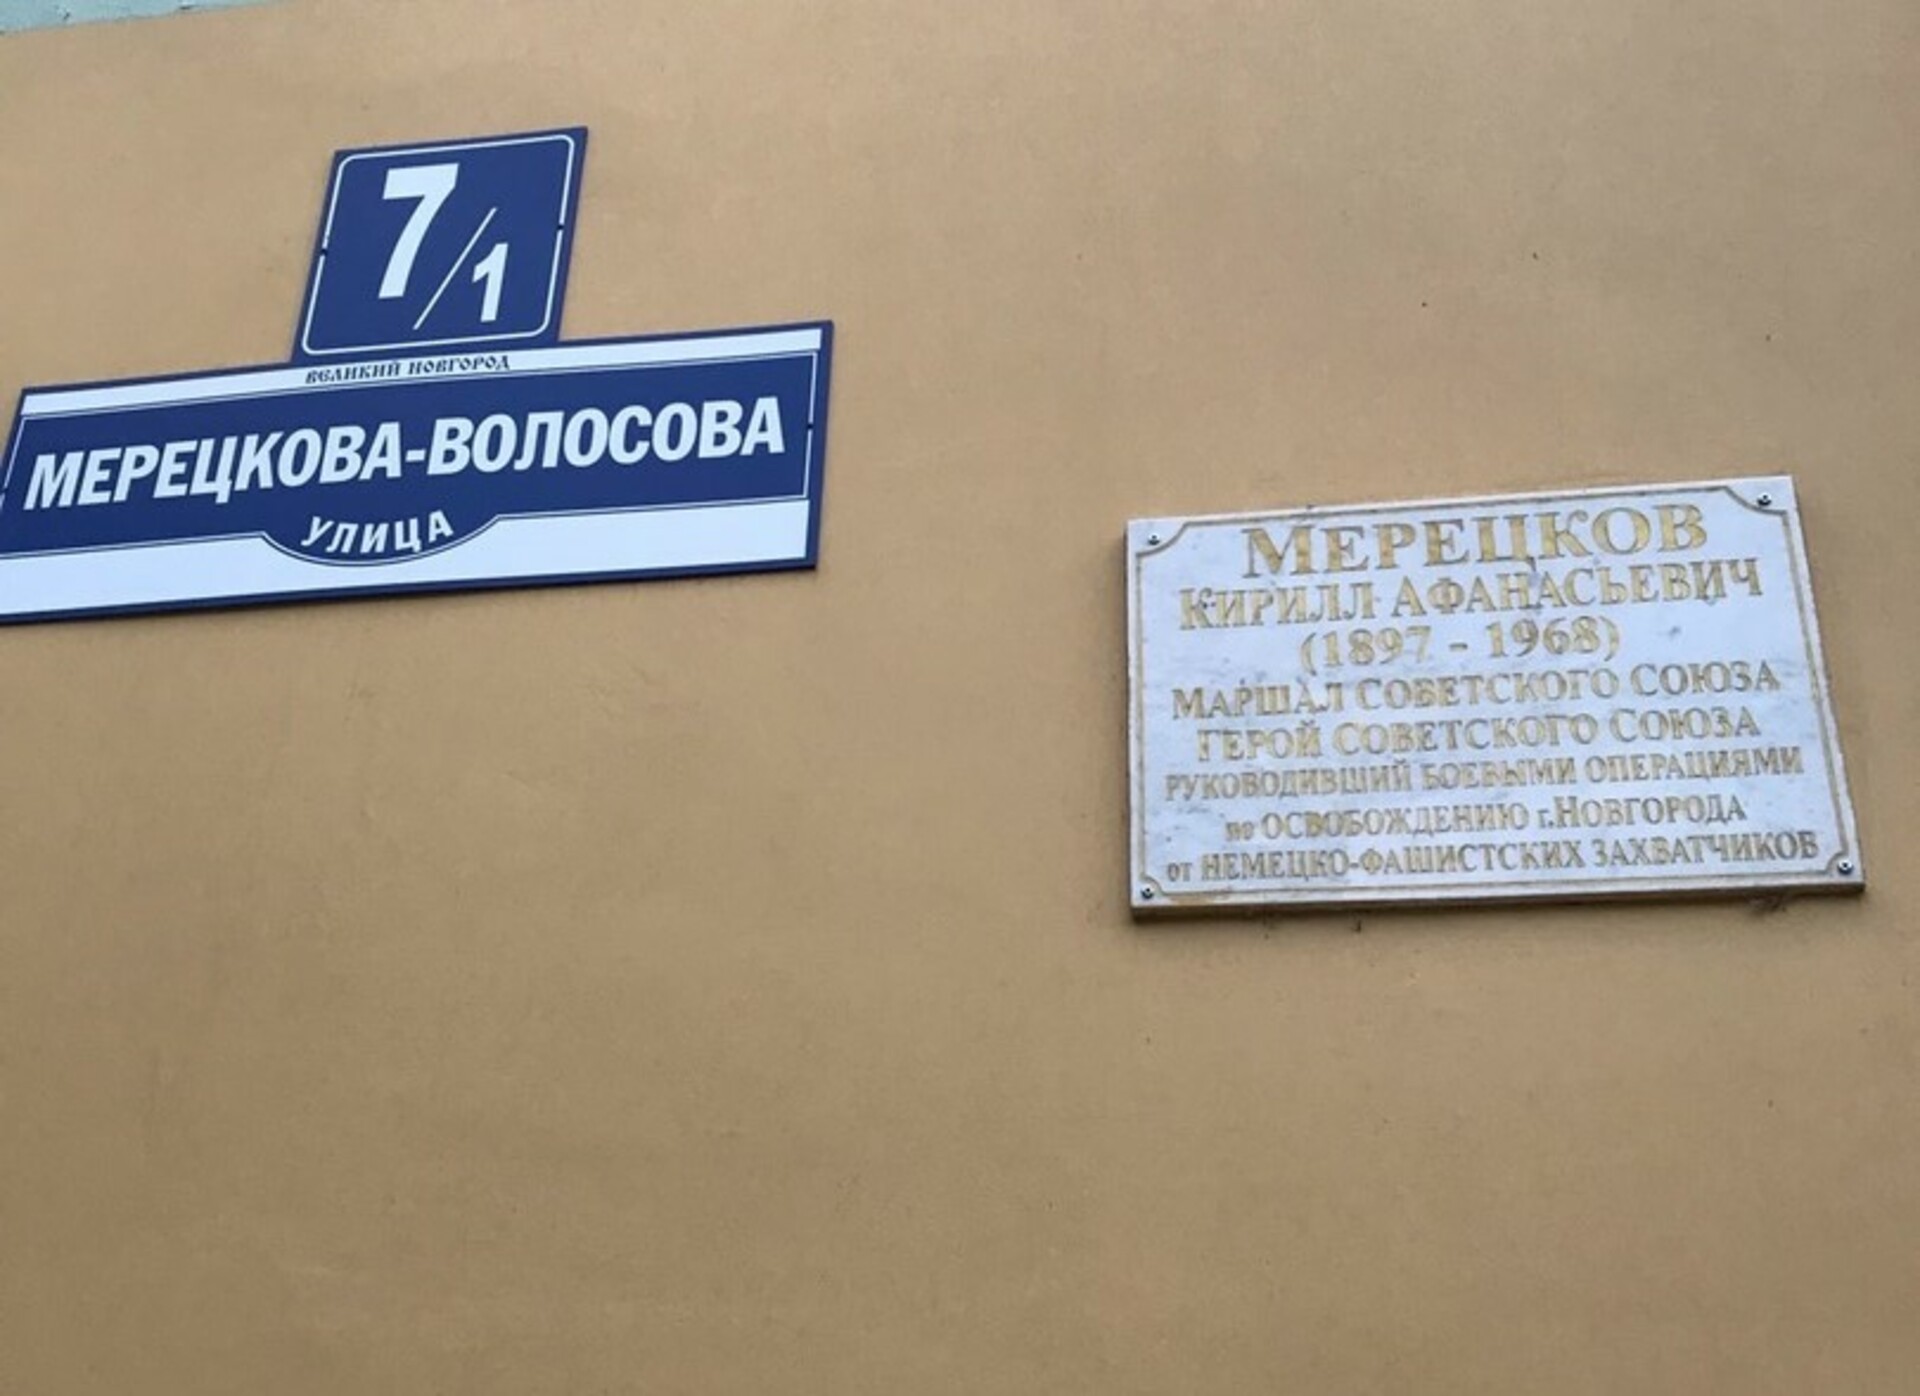 7/1
ВЕЛИКИЙ НОВГОРОД
МЕРЕЦКОВА-ВОЛОСОВА
УЛИЦА
МЕРЕЦКОВ
КИРИЛЛ АФАНАСЬЕВИЧ
(1897 - 1968)
МАРШАЛ СОВЕТСКОГО СОЮЗА
ГЕРОЙ СОВЕТСКОГО СОЮЗА
РУКОВОДИВШИЙ БОЕВЫМИ ОПЕРАЦИЯМИ
по ОСВОБОЖДЕНИЮ г.НОВГОРОДА
от НЕМЕЦКО-ФАШИСТСКИХ ЗАХВАТЧИКОВ